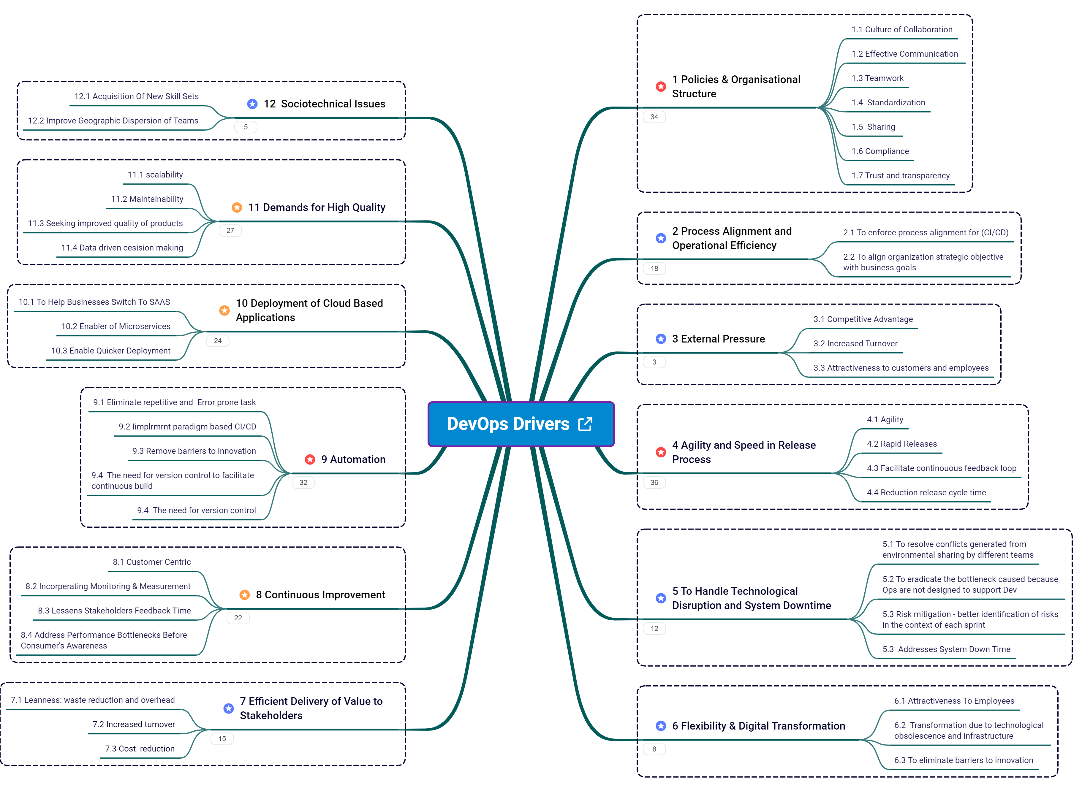 DevOps Drivers
1 Policies & Organisational
Structure
34
1.1 Culture of Collaboration
1.2 Effective Communication
1.3 Teamwork
1.4 Standardization
1.5 Sharing
1.6 Compliance
1.7 Trust and transparency
2 Process Alignment and
Operational Efficiency
18
2.1 To enforce process alignment for (CI/CD)
2.2 To align organization strategic objective
with business goals
3 External Pressure
3
3.1 Competitive Advantage
3.2 Increased Turnover
3.3 Attractiveness to customers and employees
4 Agility and Speed in Release
Process
36
4.1 Agility
4.2 Rapid Releases
4.3 Facilitate continouous feedback loop
4.4 Reduction release cycle time
5 To Handle Technological
Disruption and System Downtime
12
5.1 To resolve conflicts generated from
environmental sharing by different teams
5.2 To eradicate the bottleneck caused because
Ops are not designed to support Dev
5.3 Risk mitigation - better identification of risks
in the context of each sprint
5.3 Addresses System Down Time
6 Flexibility & Digital Transformation
8
6.1 Attractiveness To Employees
6.2 Transformation due to technological
obsolescence and infrastructure
6.3 To eliminate barriers to innovation
7 Efficient Delivery of Value to
Stakeholders
15
7.1 Leanness: waste reduction and overhead
7.2 Increased turnover
7.3 Cost reduction
8 Continuous Improvement
22
8.1 Customer Centric
8.2 Incorperating Monitoring & Measurement
8.3 Lessens Stakeholders Feedback Time
8.4 Address Performance Bottlenecks Before
Consumer's Awareness
9 Automation
32
9.1 Eliminate repetitive and Error prone task
9.2 Iimplrmrnt paradigm based CI/CD
9.3 Remove barriers to innovation
9.4 The need for version control to facilitate
continuous build
9.4 The need for version control
10 Deployment of Cloud Based
Applications
24
10.1 To Help Businesses Switch To SAAS
10.2 Enabler of Microservices
10.3 Enable Quicker Deployment
11 Demands for High Quality
27
11.1 scalability
11.2 Maintainability
11.3 Seeking improved quality of products
11.4 Data driven cesision making
12 Sociotechnical Issues
5
12.1 Acquisition Of New Skill Sets
12.2 Improve Geographic Dispersion of Teams